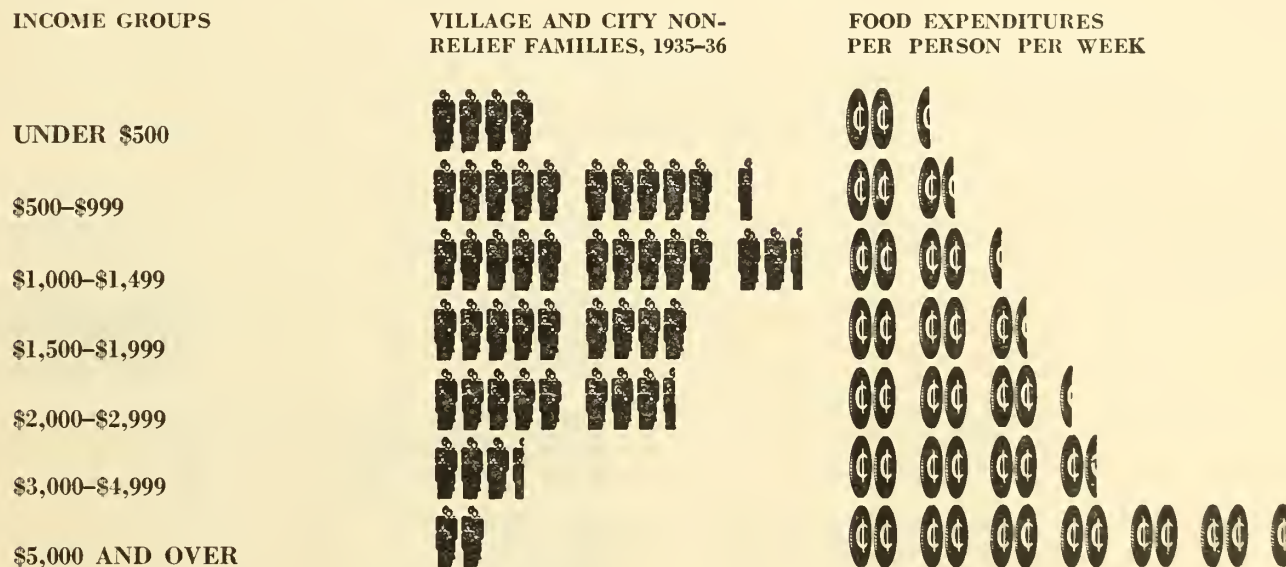 INCOME GROUPS
VILLAGE AND CITY NON-
RELIEF FAMILIES, 1935–36
FOOD EXPENDITURES
PER PERSON PER WEEK
UNDER $500
$500–$999
$1,000–$1,499
$1,500–$1,999
$2,000–$2,999
$3,000–$4,999
$5,000 AND OVER